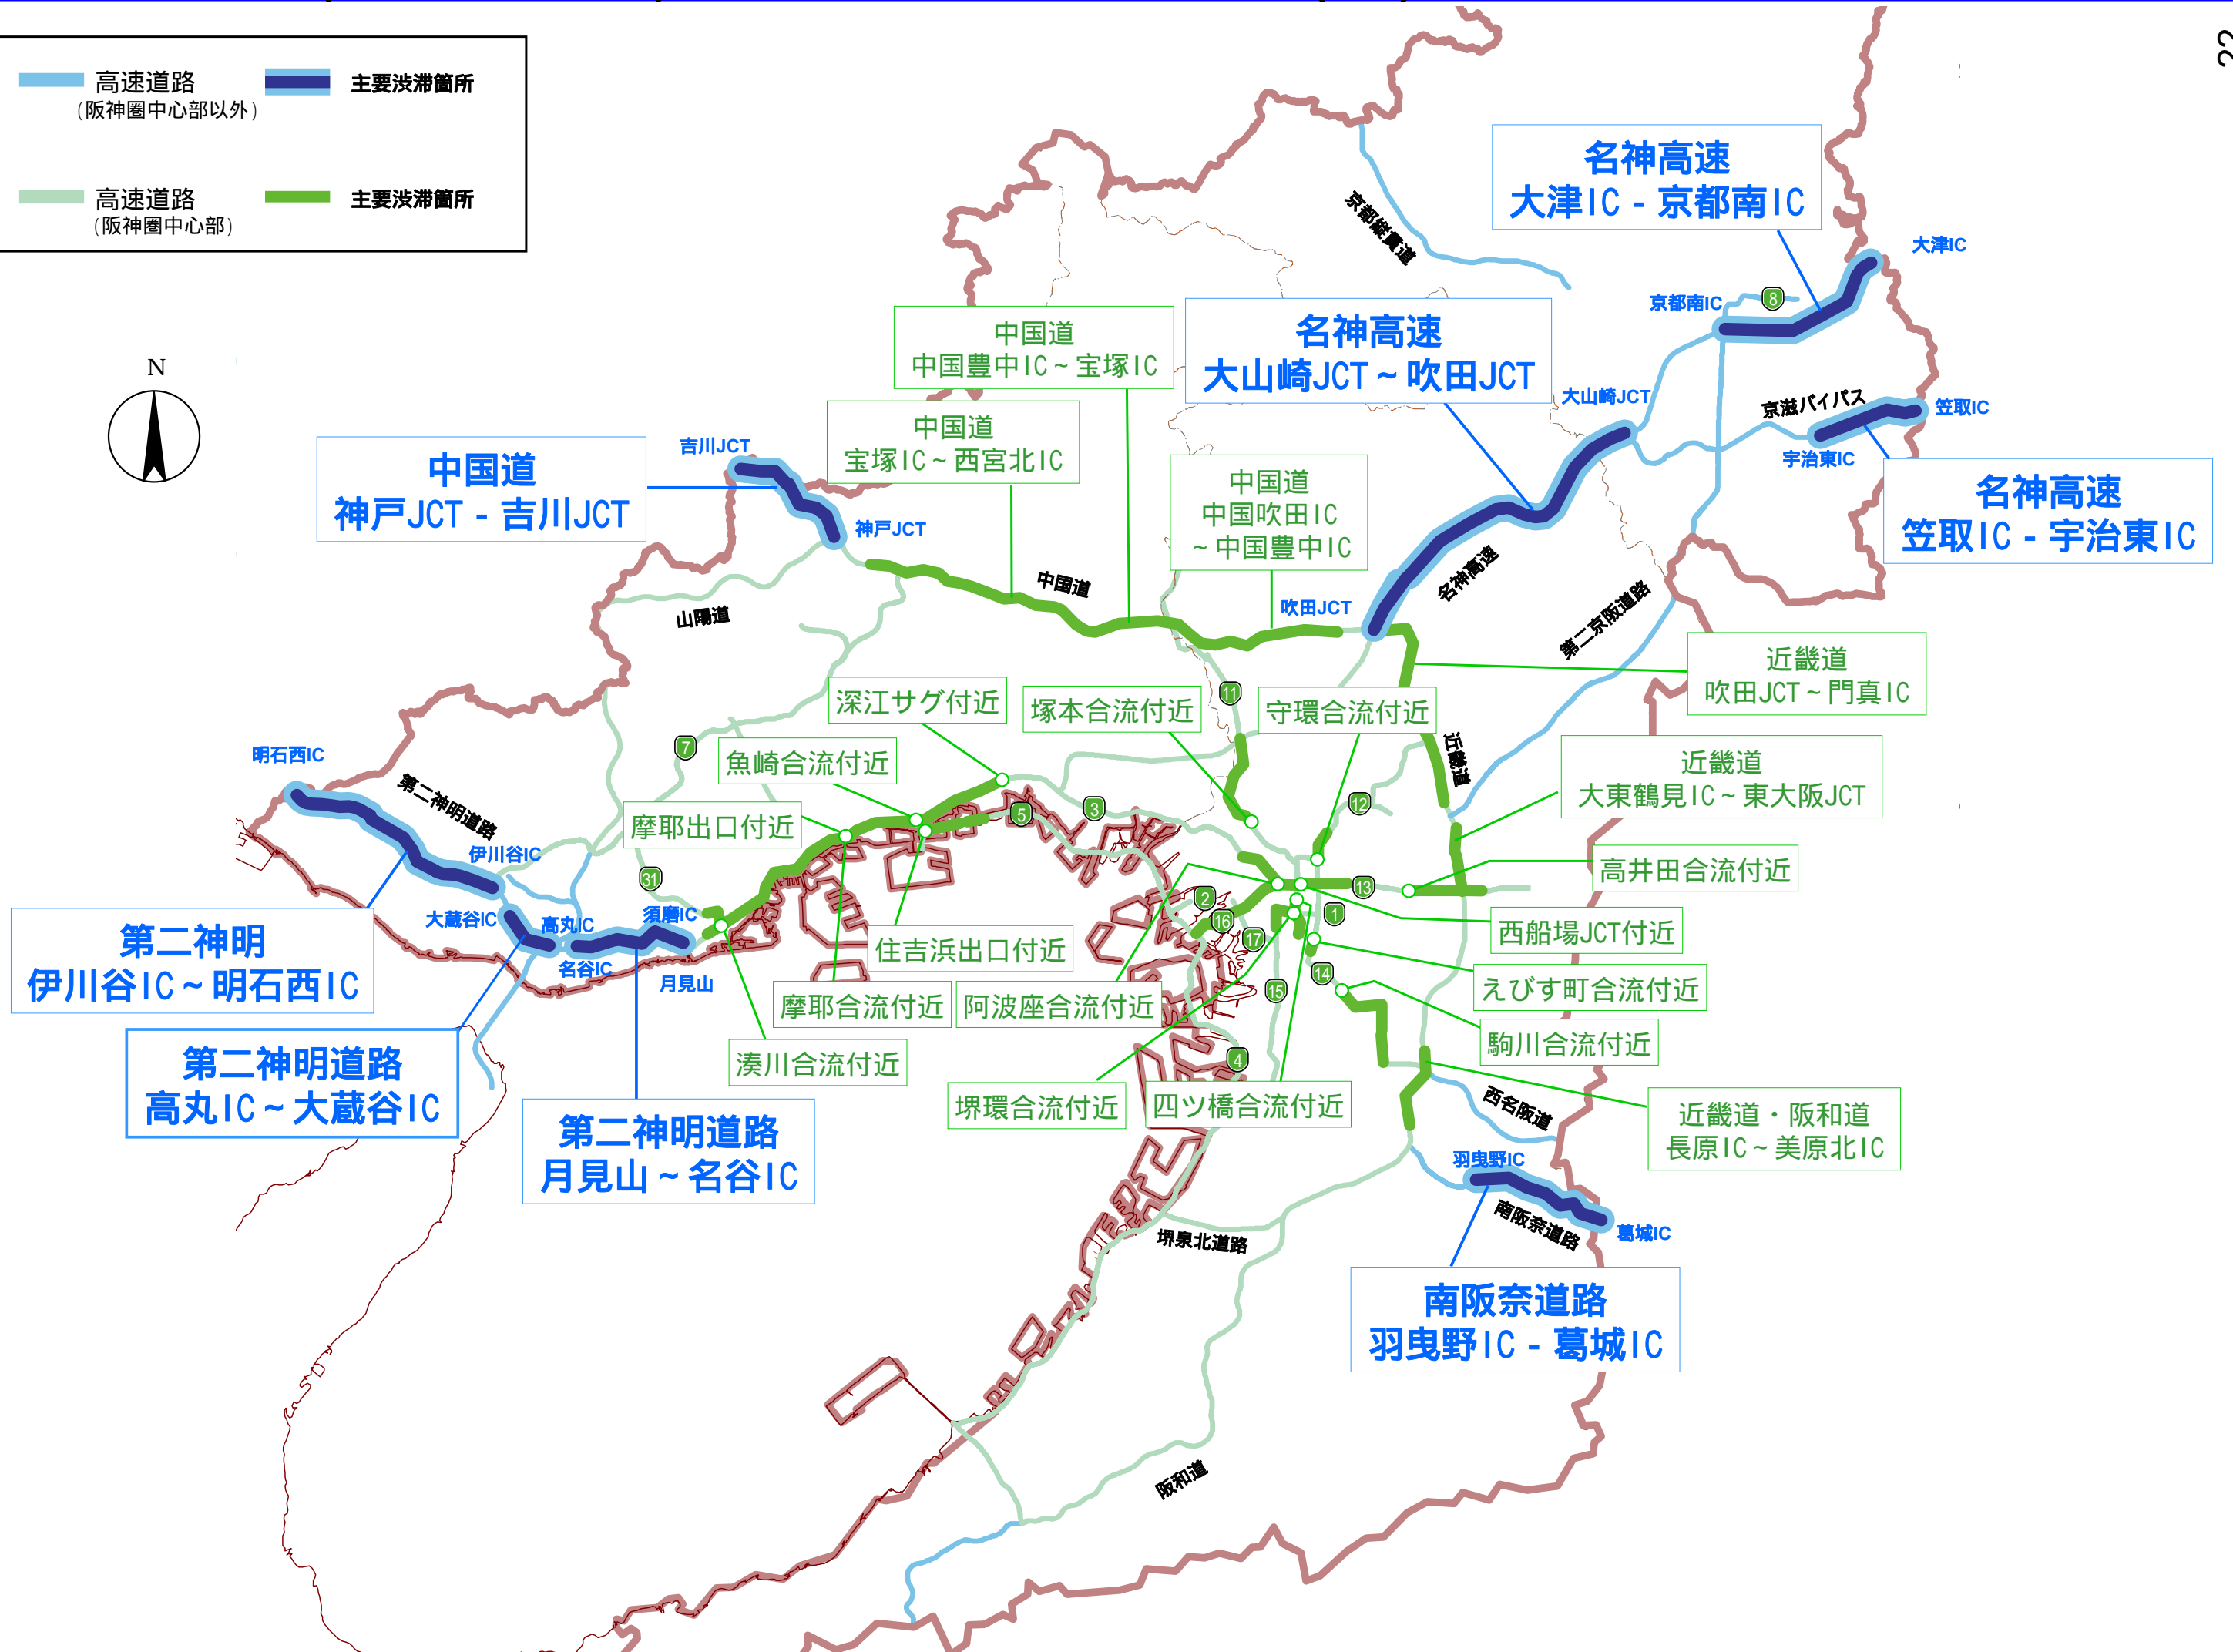 22
高速道路
(阪神圏中心部以外)
主要渋滞箇所
高速道路
(阪神圏中心部)
主要渋滞箇所
N
名神高速
大津IC - 京都南IC
京都縦貫道
大津IC
京都南IC
8
中国道
中国豊中IC~宝塚IC
名神高速
大山崎JCT~吹田JCT
大山崎JCT
京滋バイパス
笠取IC
宇治東IC
中国道
宝塚IC~西宮北IC
吉川JCT
中国道
神戸JCT - 吉川JCT
神戸JCT
中国道
中国吹田IC
~中国豊中IC
名神高速
笠取IC - 宇治東IC
中国道
名神高速
吹田JCT
山陽道
第二京阪道路
近畿道
吹田JCT~門真IC
深江サグ付近
塚本合流付近
11
守環合流付近
7
魚崎合流付近
近畿道
近畿道
大東鶴見IC~東大阪JCT
明石西IC
第二神明道路
摩耶出口付近
5
3
12
伊川谷IC
高井田合流付近
31
13
2
大蔵谷IC
高丸IC
須磨IC
16
1
西船場JCT付近
第二神明
伊川谷IC~明石西IC
住吉浜出口付近
17
名谷IC
月見山
14
えびす町合流付近
摩耶合流付近
阿波座合流付近
15
駒川合流付近
湊川合流付近
4
第二神明道路
高丸IC~大蔵谷IC
堺環合流付近
四ツ橋合流付近
西名阪道
近畿道・阪和道
長原IC~美原北IC
第二神明道路
月見山~名谷IC
羽曳野IC
南阪奈道路
葛城IC
堺泉北道路
南阪奈道路
羽曳野IC - 葛城IC
阪和道